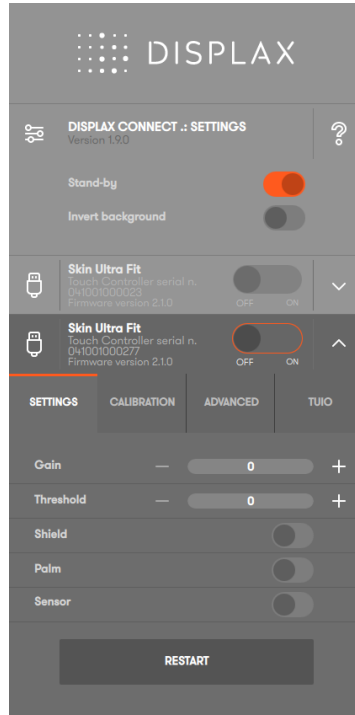 DISPLAX
DISPLAX CONNECT .: SETTINGS
Version 1.9.0
Stand-by
Invert background
Skin Ultra Fit
Touch Controller serial n.
041001000023
Firmware version 2.1.0
OFF ON
Skin Ultra Fit
Touch Controller serial n.
041001000277
Firmware version 2.1.0
OFF ON
SETTINGS CALIBRATION ADVANCED TUIO
Gain — 0 +
Threshold — 0 +
Shield
Palm
Sensor
RESTART